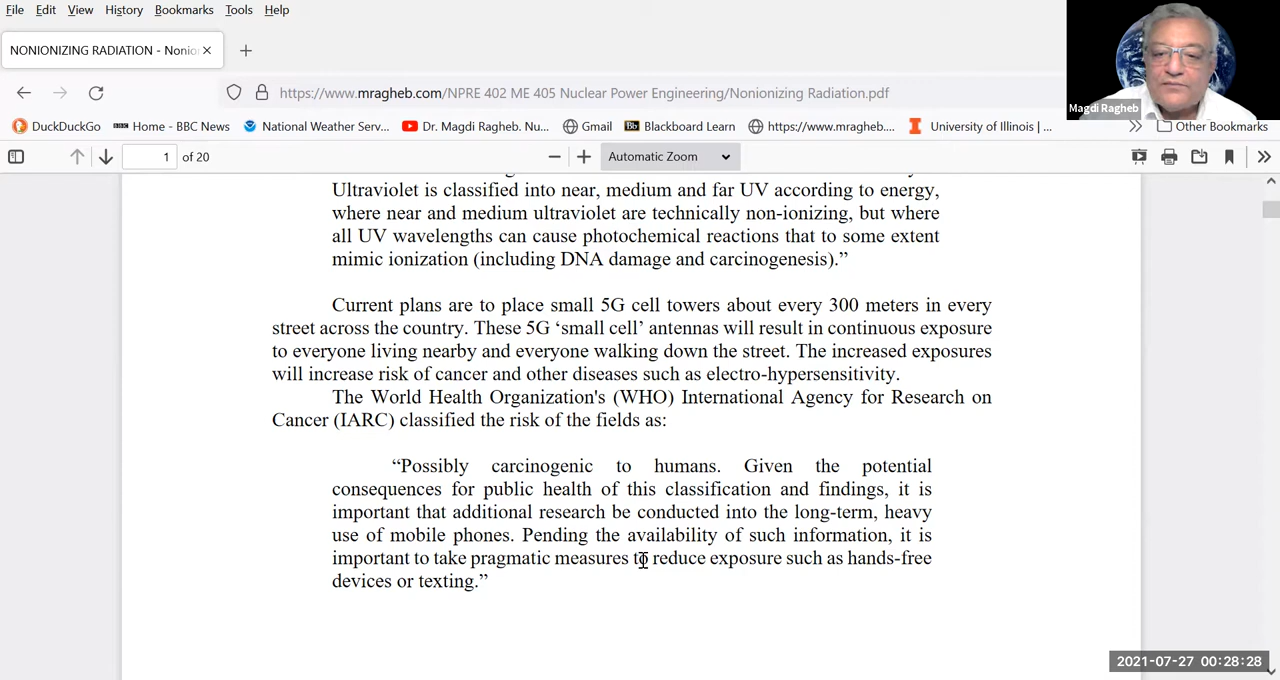 File Edit View History Bookmarks Tools Help
NONIONIZING RADIATION - Nonio
https://www.mragheb.com/NPRE 402 ME 405 Nuclear Power Engineering/Nonionizing Radiation.pdf
Magdi Ragheb
DuckDuckGo BBC Home - BBC News National Weather Serv... Dr. Magdi Ragheb. Nu... Gmail Bb Blackboard Learn https://www.mragheb.... University of Illinois |... Other Bookmarks
1 of 20 Automatic Zoom
Ultraviolet is classified into near, medium and far UV according to energy,
where near and medium ultraviolet are technically non-ionizing, but where
all UV wavelengths can cause photochemical reactions that to some extent
mimic ionization (including DNA damage and carcinogenesis).”
Current plans are to place small 5G cell towers about every 300 meters in every
street across the country. These 5G ‘small cell’ antennas will result in continuous exposure
to everyone living nearby and everyone walking down the street. The increased exposures
will increase risk of cancer and other diseases such as electro-hypersensitivity.
The World Health Organization's (WHO) International Agency for Research on
Cancer (IARC) classified the risk of the fields as:
“Possibly carcinogenic to humans. Given the potential
consequences for public health of this classification and findings, it is
important that additional research be conducted into the long-term, heavy
use of mobile phones. Pending the availability of such information, it is
important to take pragmatic measures to reduce exposure such as hands-free
devices or texting.”
2021-07-27 00:28:28